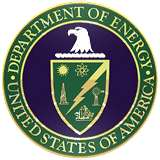 DEPARTMENT OF ENERGY
UNITED STATES OF AMERICA